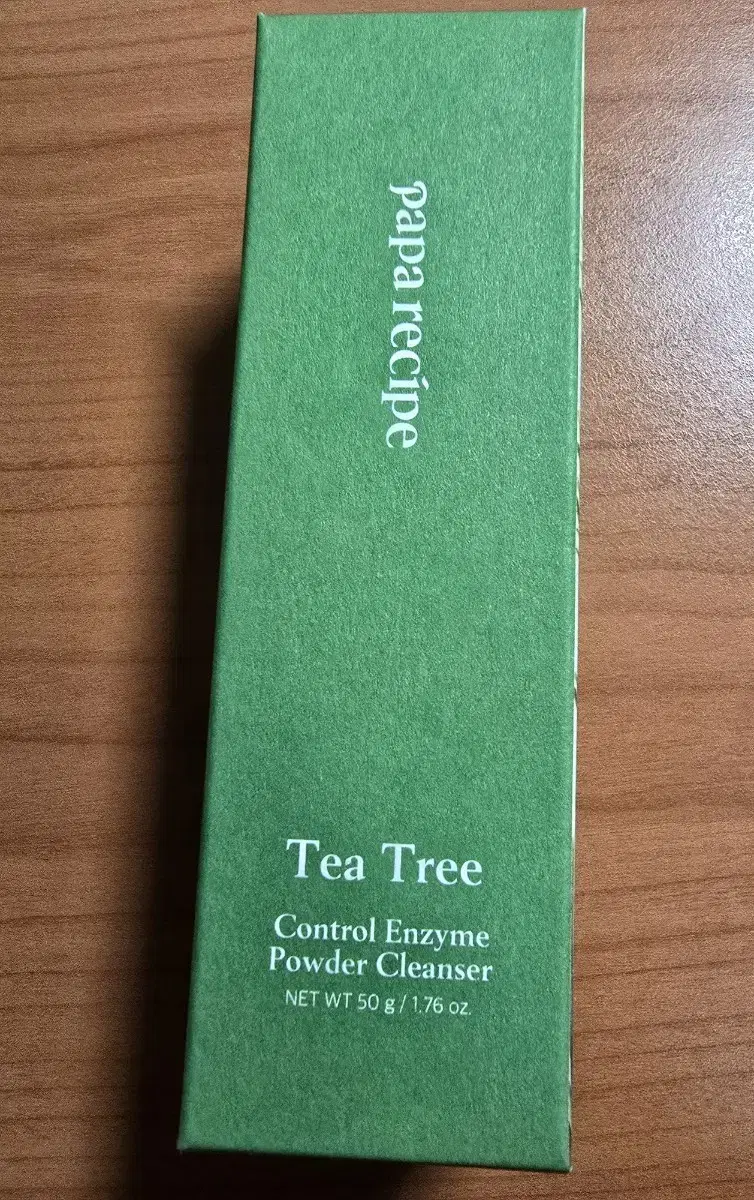 papa recipe
Tea Tree
Control Enzyme
Powder Cleanser
NET WT 50 g / 1.76 oz.